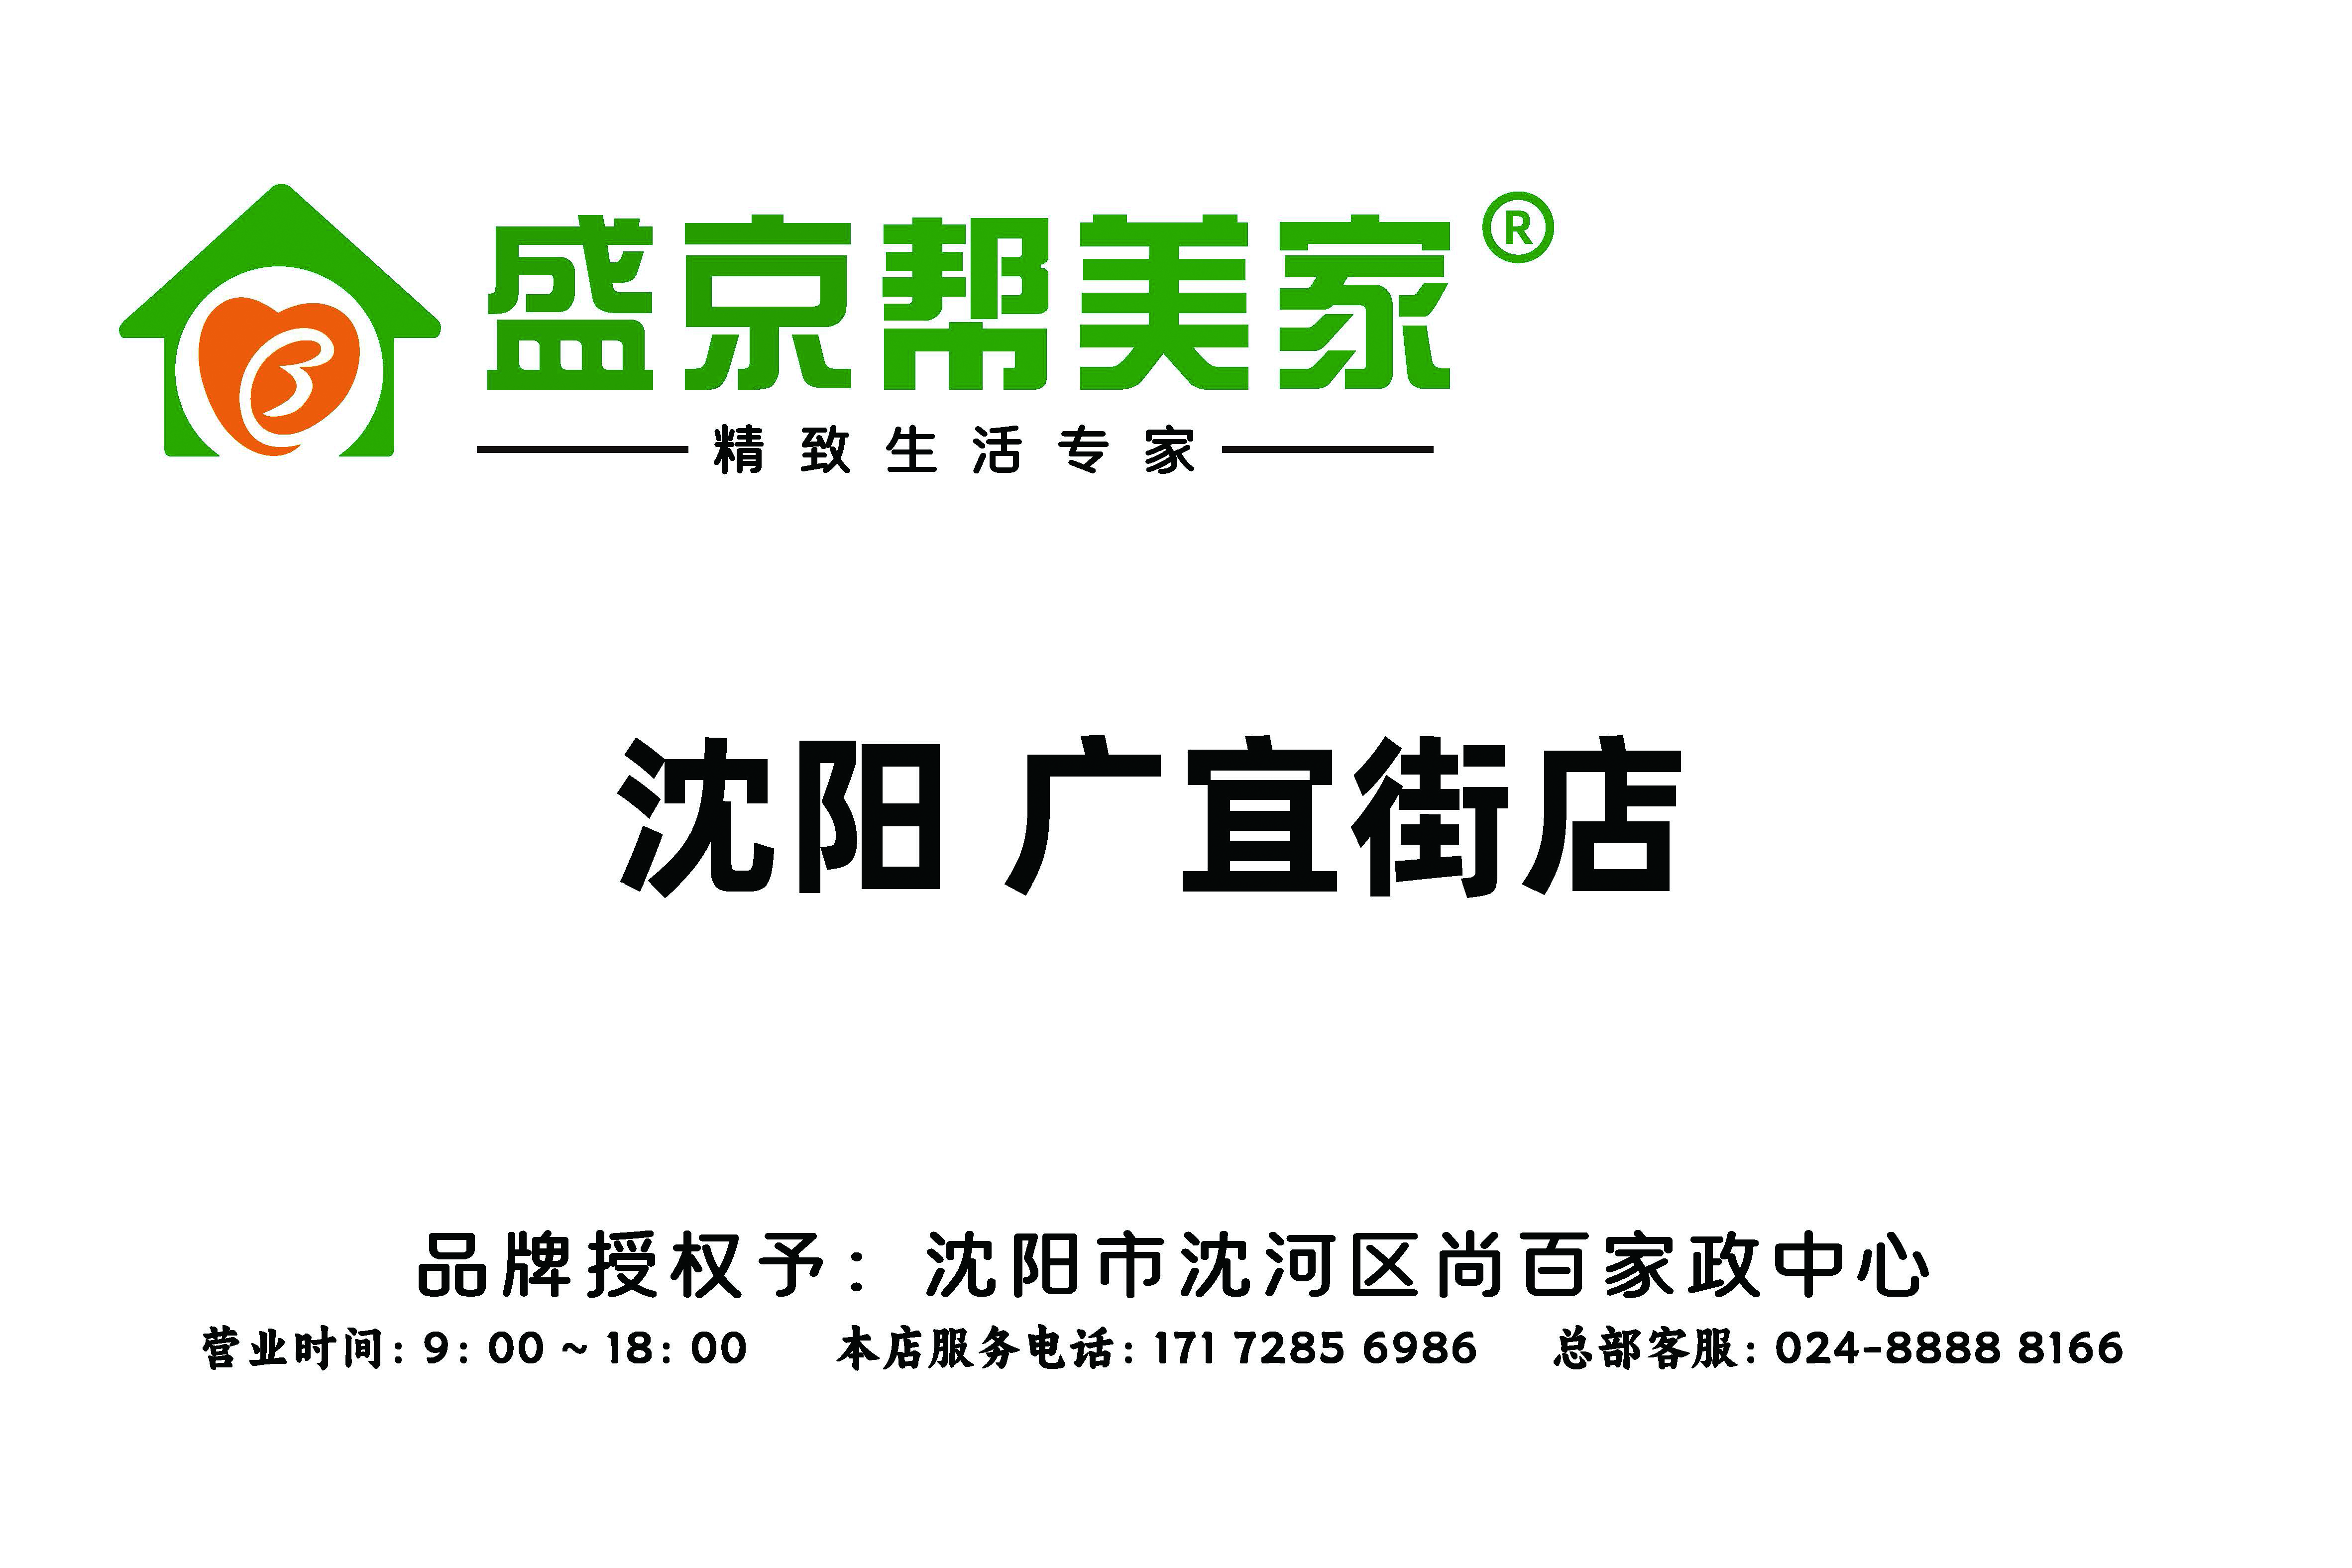 盛京帮美家®
精致生活专家
沈阳 广宜街店
品牌授权予：沈阳市沈河区尚百家政中心
营业时间：9：00～18：00 本店服务电话：171 7285 6986 总部客服：024-8888 8166